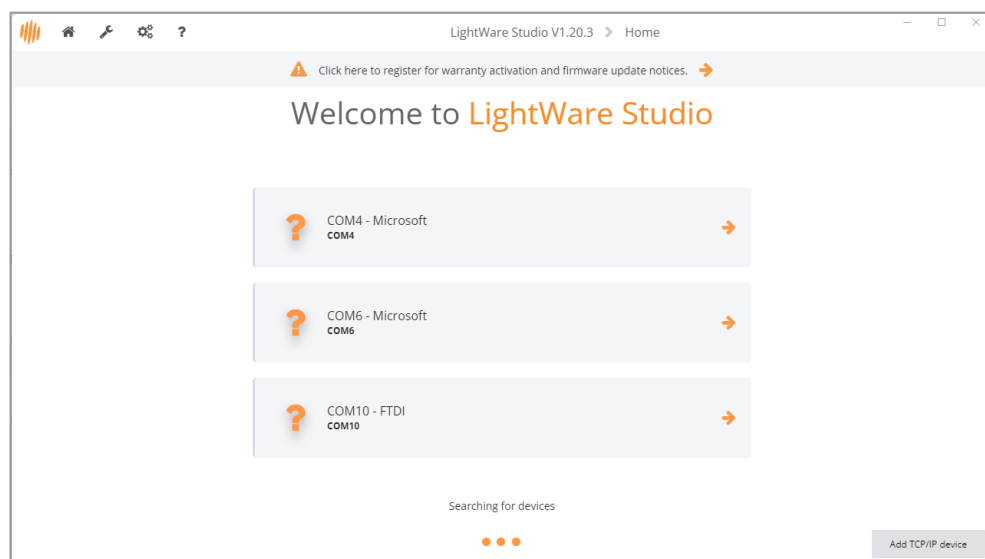 LightWare Studio V1.20.3 Home
Click here to register for warranty activation and firmware update notices.
Welcome to LightWare Studio
COM4 - Microsoft
COM4
COM6 - Microsoft
COM6
COM10 - FTDI
COM10
Searching for devices
Add TCP/IP device